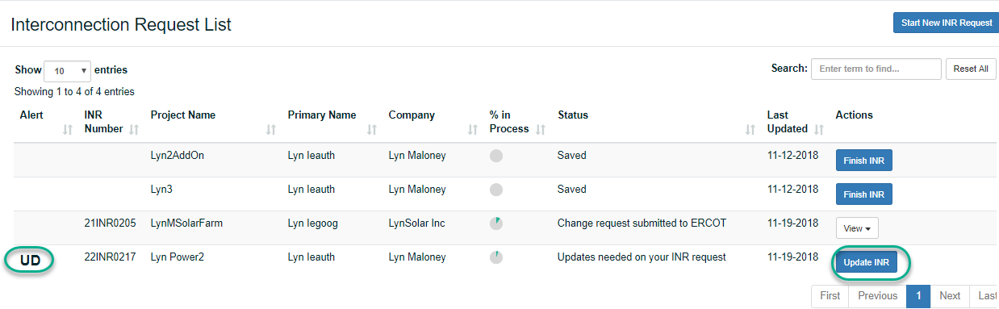 Interconnection Request List
Start New INR Request
Show 10 entries
Search: Enter term to find... Reset All
Showing 1 to 4 of 4 entries
Alert INR Number Project Name Primary Name Company % in Process Status Last Updated Actions
Lyn2AddOn Lyn Ieauth Lyn Maloney Saved 11-12-2018 Finish INR
Lyn3 Lyn Ieauth Lyn Maloney Saved 11-12-2018 Finish INR
21INR0205 LynMSolarFarm Lyn Iegoog LynSolar Inc Change request submitted to ERCOT 11-19-2018 View
UD 22INR0217 Lyn Power2 Lyn Ieauth Lyn Maloney Updates needed on your INR request 11-19-2018 Update INR
First Previous 1 Next Last